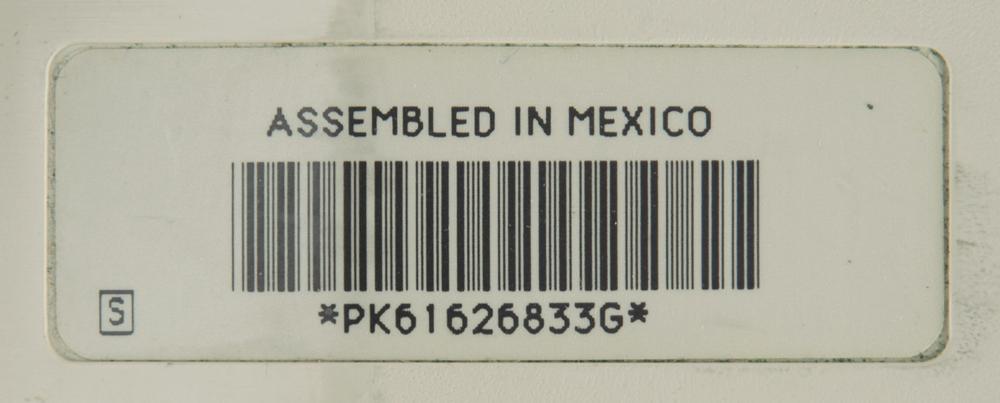 ASSEMBLED IN MEXICO
*PK61626833G*
S